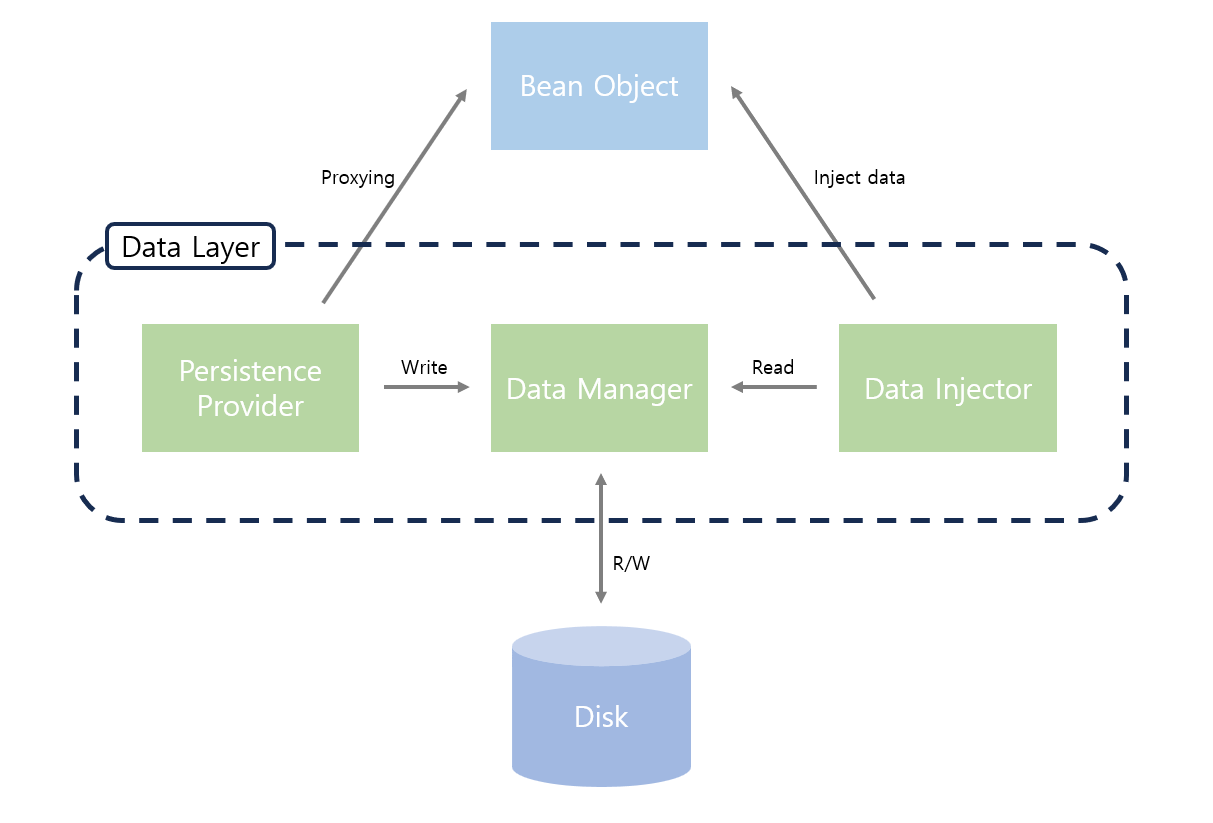 Bean Object
Proxying
Inject data
Data Layer
Persistence
Provider
Write
Data Manager
Read
Data Injector
R/W
Disk